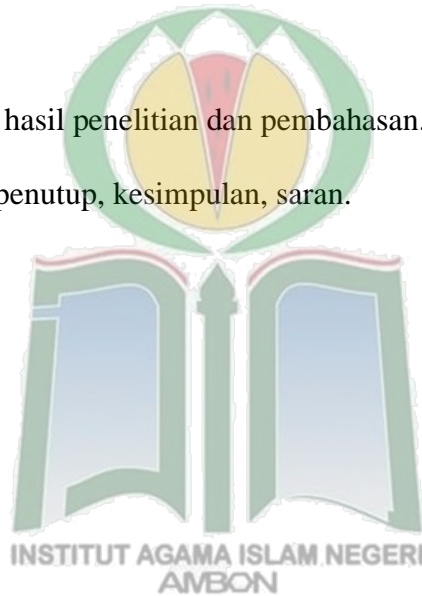 hasil penelitian dan pembahasan.
penutup, kesimpulan, saran.
INSTITUT AGAMA ISLAM NEGERI
AMBON